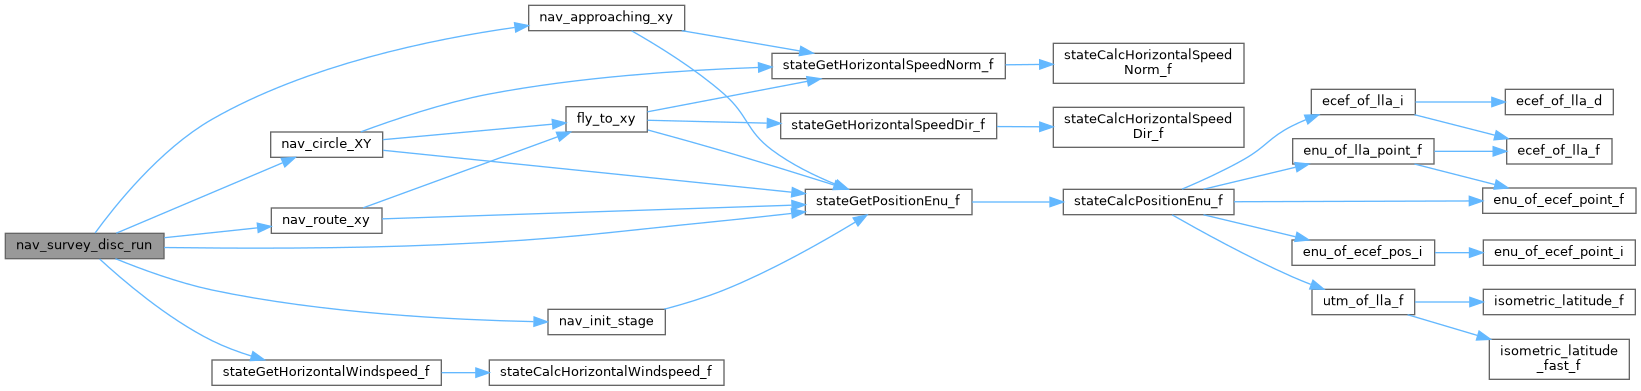 nav_survey_disc_run
nav_approaching_xy
nav_circle_XY
nav_route_xy
nav_init_stage
stateGetHorizontalWindspeed_f
stateCalcHorizontalWindspeed_f
fly_to_xy
stateGetHorizontalSpeedNorm_f
stateCalcHorizontalSpeed
Norm_f
stateGetHorizontalSpeedDir_f
stateCalcHorizontalSpeed
Dir_f
stateGetPositionEnu_f
stateCalcPositionEnu_f
ecef_of_lla_i
ecef_of_lla_d
enu_of_lla_point_f
ecef_of_lla_f
enu_of_ecef_point_f
enu_of_ecef_pos_i
enu_of_ecef_point_i
utm_of_lla_f
isometric_latitude_f
isometric_latitude
_fast_f